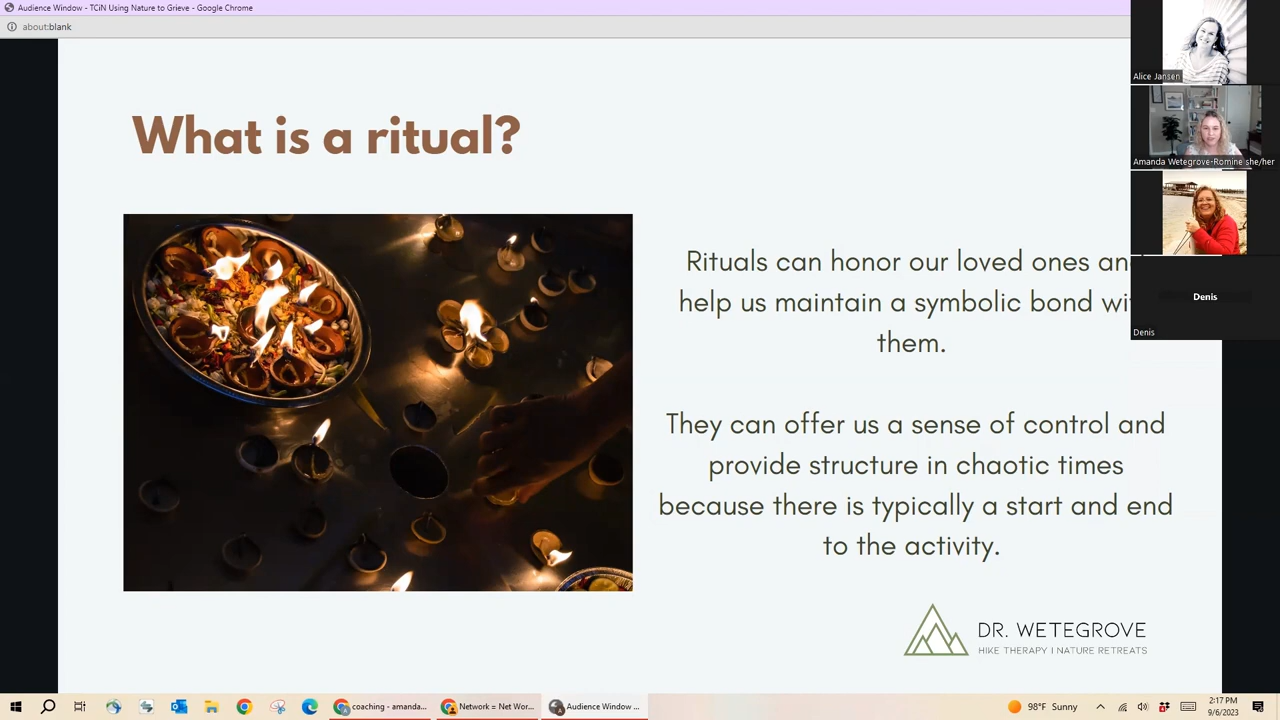 Audience Window - TCiN Using Nature to Grieve - Google Chrome
about:blank
What is a ritual?
Rituals can honor our loved ones an
help us maintain a symbolic bond wi
them.
They can offer us a sense of control and
provide structure in chaotic times
because there is typically a start and end
to the activity.
DR. WETEGROVE
HIKE THERAPY | NATURE RETREATS
Alice Jansen
Amanda Wetegrove-Romine she/her
Denis
Denis
coaching - amanda...
Network = Net Wor...
Audience Window ...
98°F Sunny
2:17 PM
9/6/2023